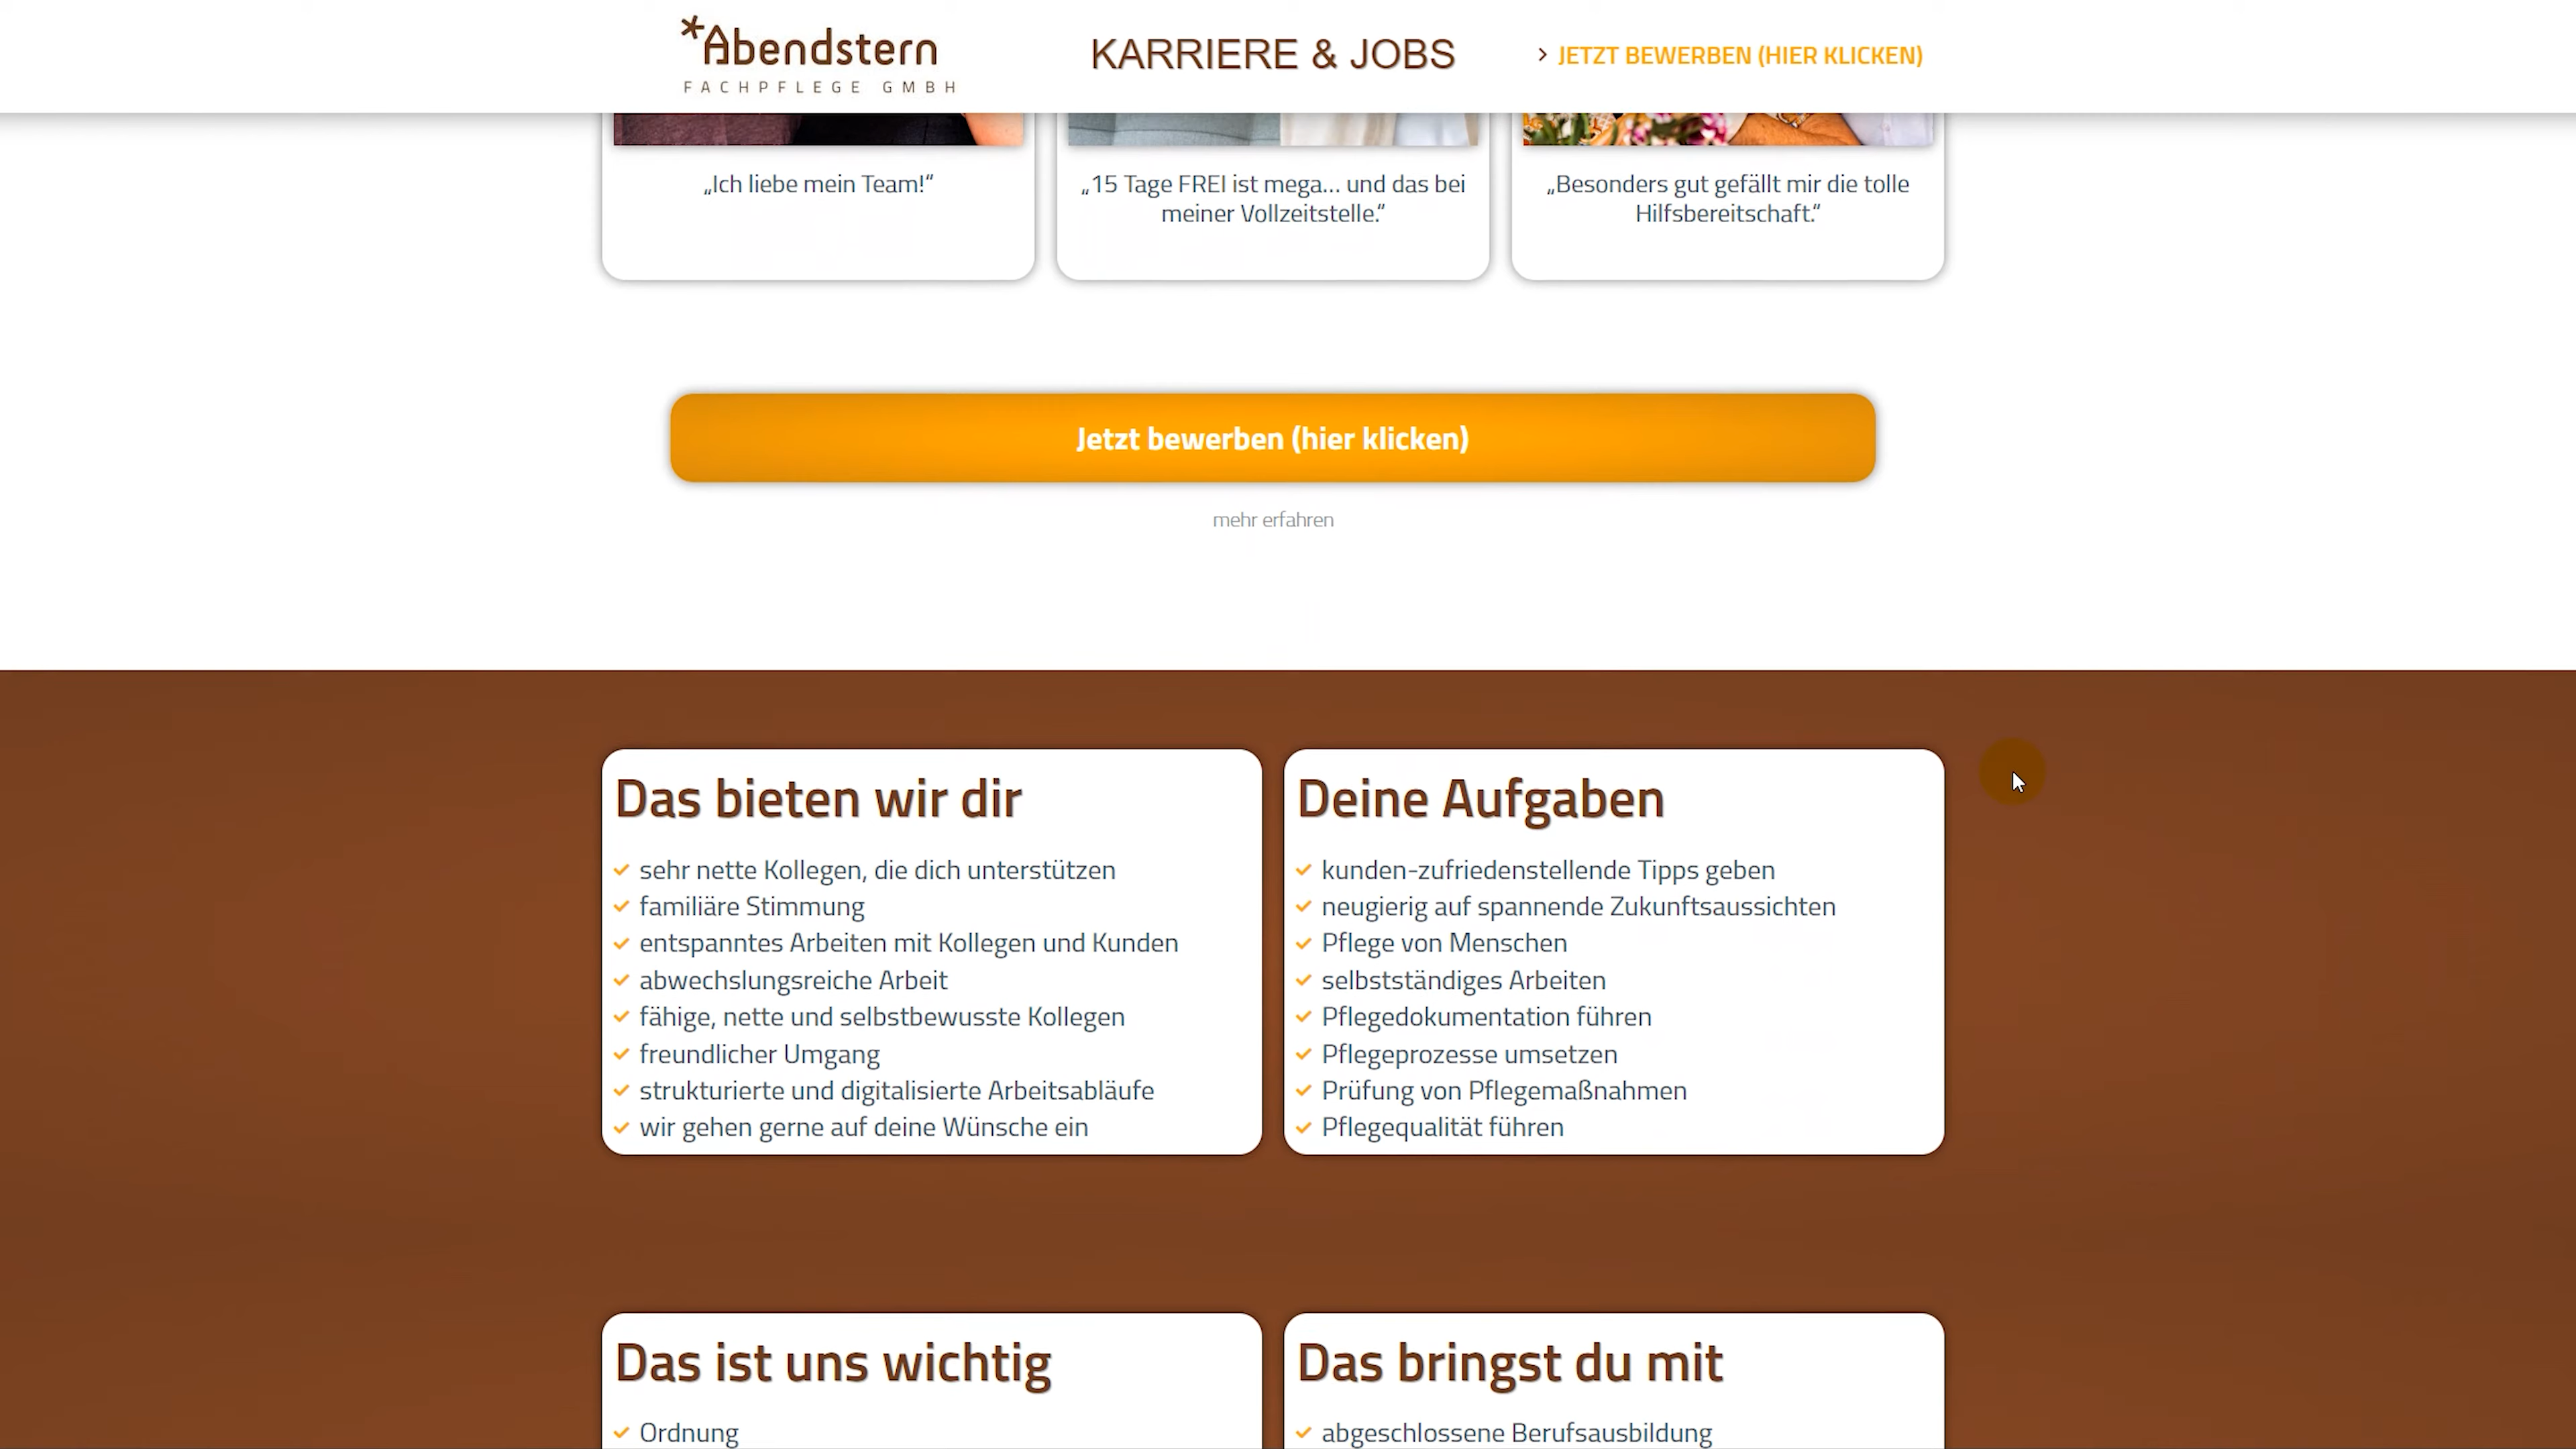 *Abendstern
FACHPFLEGE GMBH
KARRIERE & JOBS
JETZT BEWERBEN (HIER KLICKEN)
„Ich liebe mein Team!“
„15 Tage FREI ist mega... und das bei
meiner Vollzeitstelle.“
„Besonders gut gefällt mir die tolle
Hilfsbereitschaft.“
Jetzt bewerben (hier klicken)
mehr erfahren
Das bieten wir dir
sehr nette Kollegen, die dich unterstützen
familiäre Stimmung
entspanntes Arbeiten mit Kollegen und Kunden
abwechslungsreiche Arbeit
fähige, nette und selbstbewusste Kollegen
freundlicher Umgang
strukturierte und digitalisierte Arbeitsabläufe
wir gehen gerne auf deine Wünsche ein
Deine Aufgaben
kunden-zufriedenstellende Tipps geben
neugierig auf spannende Zukunftsaussichten
Pflege von Menschen
selbstständiges Arbeiten
Pflegedokumentation führen
Pflegeprozesse umsetzen
Prüfung von Pflegemaßnahmen
Pflegequalität führen
Das ist uns wichtig
Ordnung
Das bringst du mit
abgeschlossene Berufsausbildung